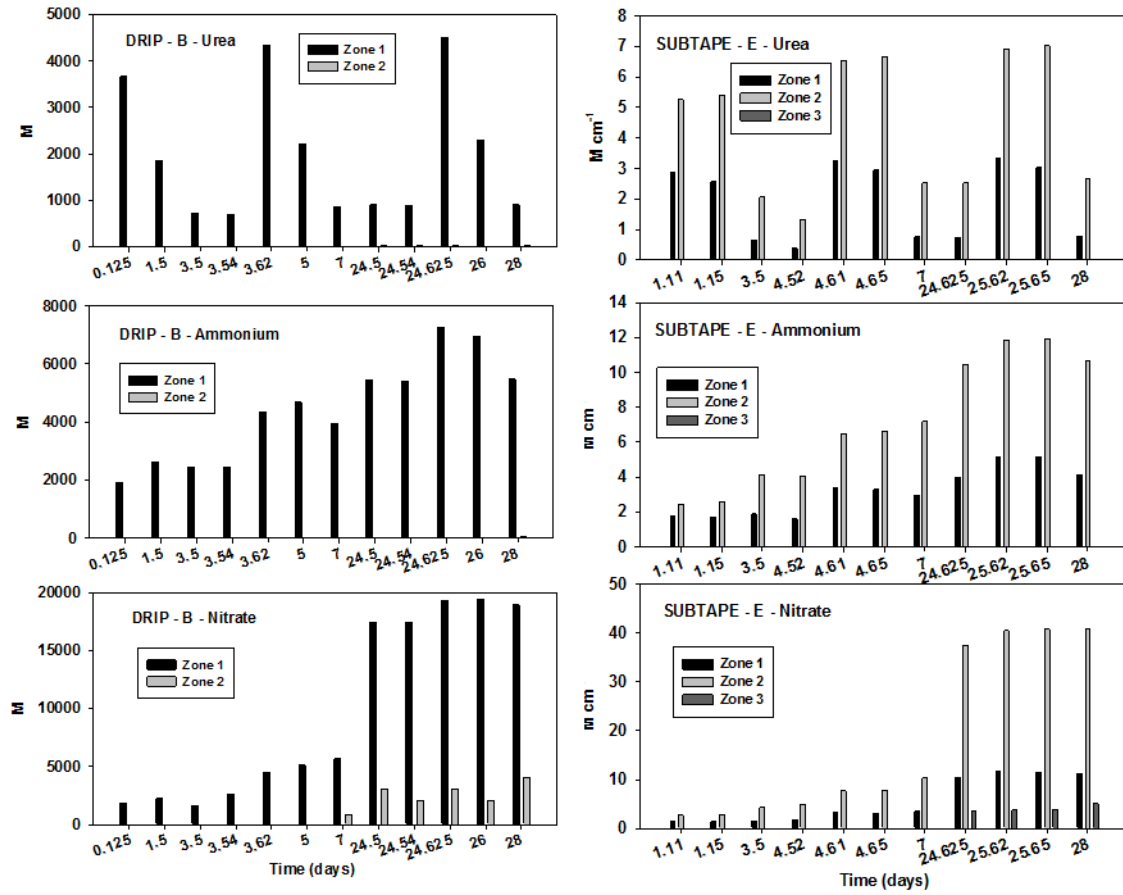 DRIP - B - Urea
Zone 1
Zone 2
M
5000
4000
3000
2000
1000
0
0.125 1.5 3.5 3.54 3.62 5 7 24.5 24.54 24.625 26 28
SUBTAPE - E - Urea
Zone 1
Zone 2
Zone 3
M cm-1
8
7
6
5
4
3
2
1
0
1.11 1.15 3.5 4.52 4.61 4.65 7 24.625 25.62 25.65 28
DRIP - B - Ammonium
Zone 1
Zone 2
M
8000
6000
4000
2000
0
0.125 1.5 3.5 3.54 3.62 5 7 24.5 24.54 24.625 26 28
SUBTAPE - E - Ammonium
Zone 1
Zone 2
Zone 3
M cm
14
12
10
8
6
4
2
0
1.11 1.15 3.5 4.52 4.61 4.65 7 24.625 25.62 25.65 28
DRIP - B - Nitrate
Zone 1
Zone 2
M
20000
15000
10000
5000
0
0.125 1.5 3.5 3.54 3.62 5 7 24.5 24.54 24.625 26 28
Time (days)
SUBTAPE - E - Nitrate
Zone 1
Zone 2
Zone 3
M cm
50
40
30
20
10
0
1.11 1.15 3.5 4.52 4.61 4.65 7 24.625 25.62 25.65 28
Time (days)